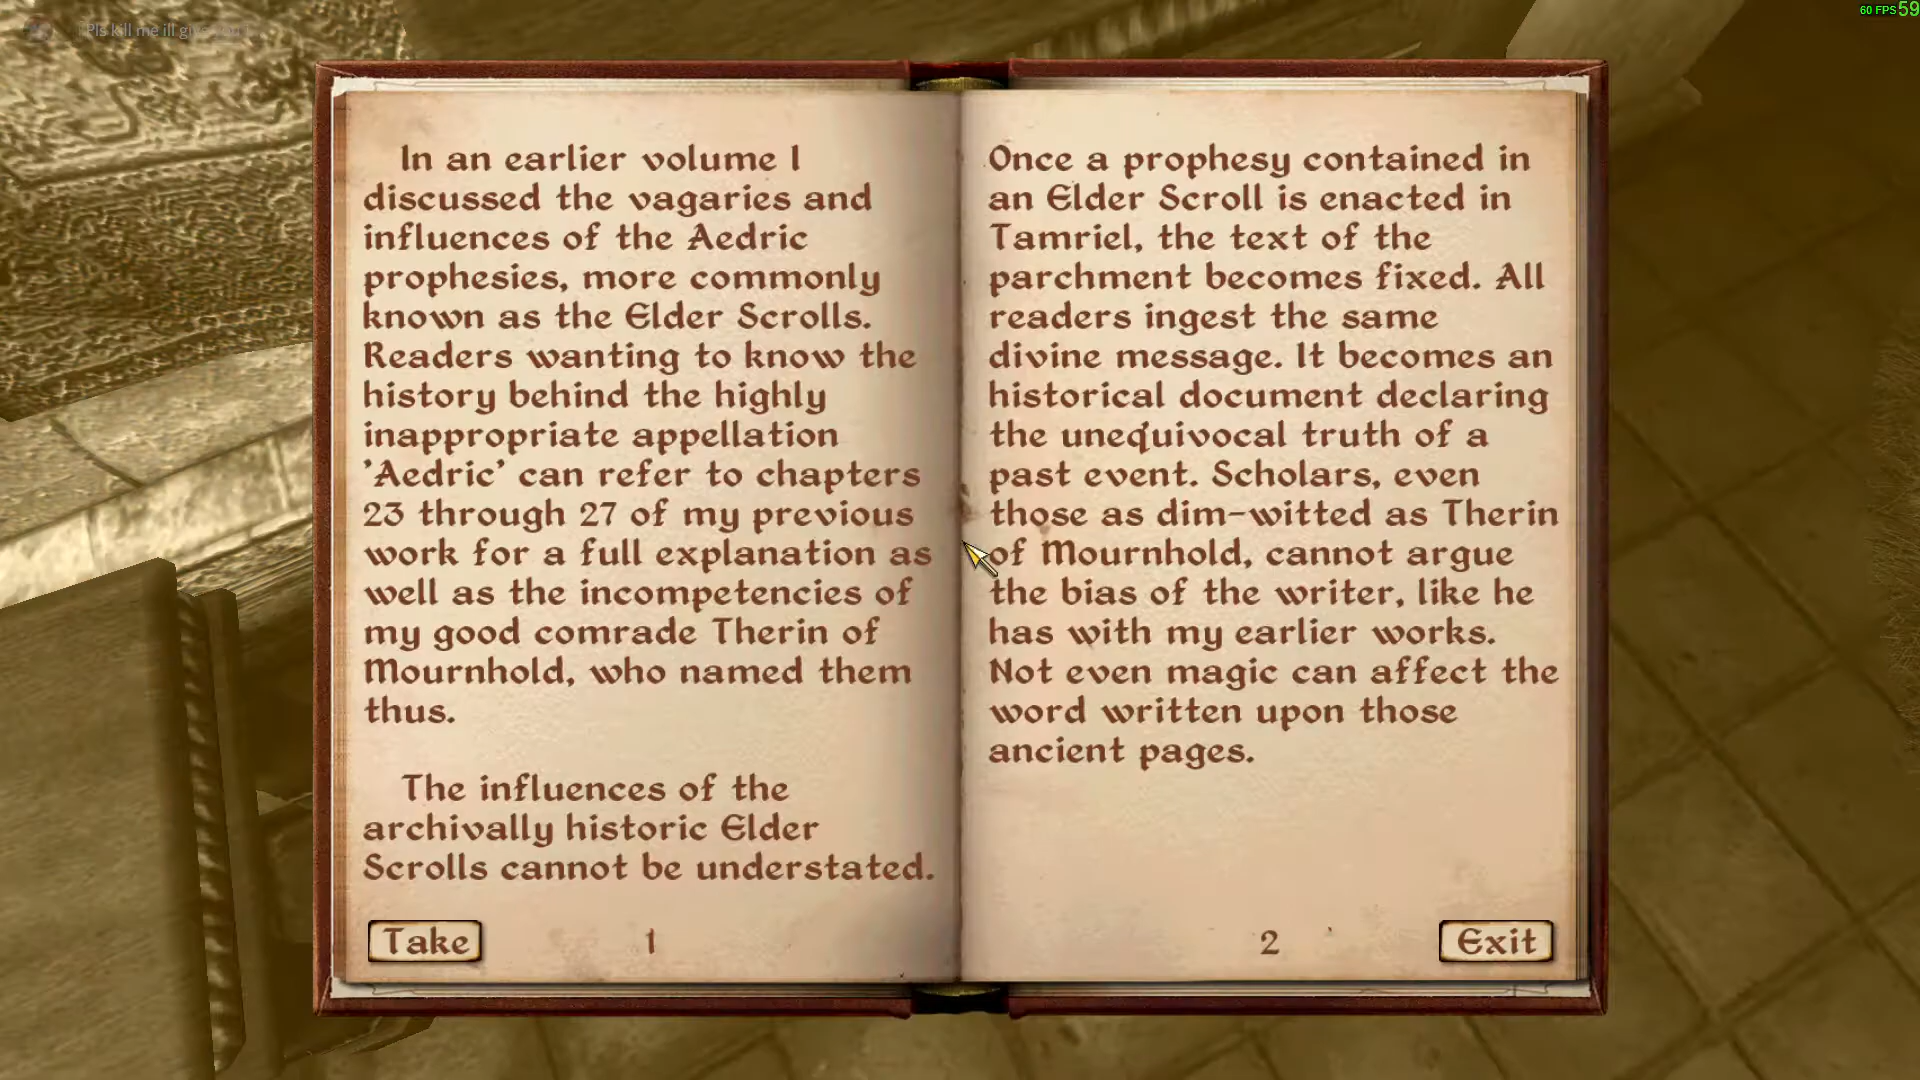 Pls kill me ill
60 FPS 59
In an earlier volume I
discussed the vagaries and
influences of the Aedric
prophesies, more commonly
known as the Elder Scrolls.
Readers wanting to know the
history behind the highly
inappropriate appellation
'Aedric' can refer to chapters
23 through 27 of my previous
work for a full explanation as
well as the incompetencies of
my good comrade Therin of
Mournhold, who named them
thus.
The influences of the
archivally historic Elder
Scrolls cannot be understated.
Take
1
Once a prophesy contained in
an Elder Scroll is enacted in
Tamriel, the text of the
parchment becomes fixed. All
readers ingest the same
divine message. It becomes an
historical document declaring
the unequivocal truth of a
past event. Scholars, even
those as dim-witted as Therin
of Mournhold, cannot argue
the bias of the writer, like he
has with my earlier works.
Not even magic can affect the
word written upon those
ancient pages.
2
Exit